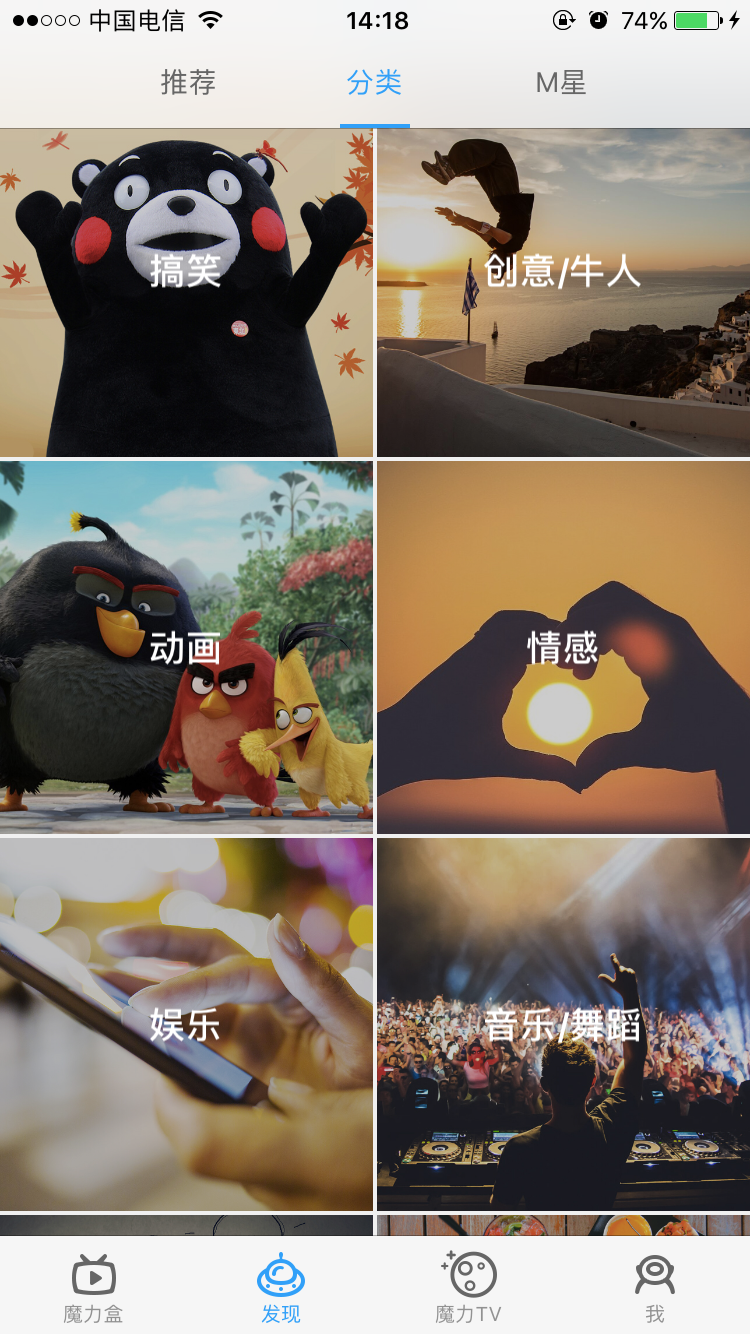 中国电信 14:18 74%
推荐 分类 M星
搞笑 创意/牛人
动画 情感
娱乐 音乐/舞蹈
魔力盒 发现 魔力TV 我